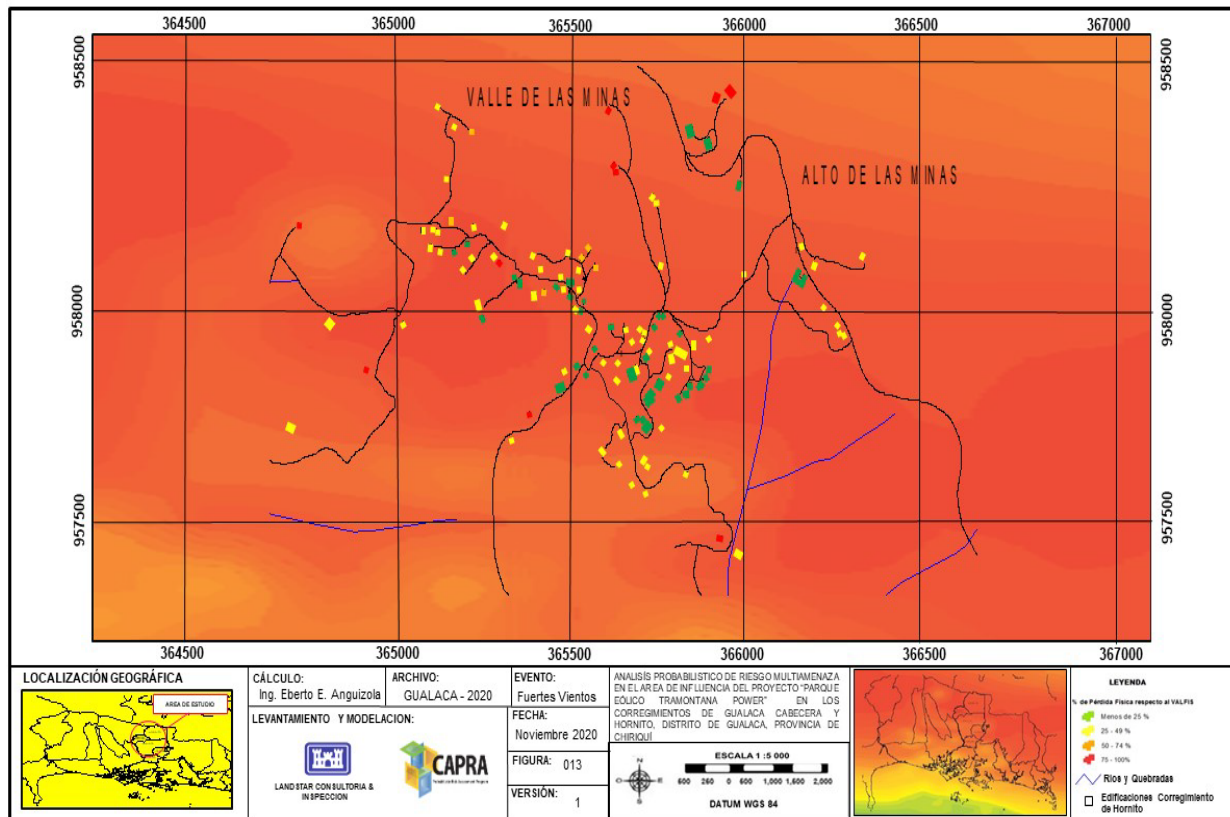 364500 365000 365500 366000 366500 367000
958500 958500
VALLE DE LAS MINAS
ALTO DE LAS MINAS
958000 958000
957500 957500
364500 365000 365500 366000 366500 367000
LOCALIZACIÓN GEOGRÁFICA
AREA DE ESTUDIO
CÁLCULO:
Ing. Eberto E. Anguizola
ARCHIVO:
GUALACA - 2020
EVENTO:
Fuertes Vientos
LEVANTAMIENTO Y MODELACION:
LANDSTAR CONSULTORIA &
INSPECCION
CAPRA
FECHA:
Noviembre 2020
FIGURA: 013
VERSIÓN:
1
ANALISÍS PROBABILISTICO DE RIESGO MULTIAMENAZA
EN EL AREA DE INFLUENCIA DEL PROYECTO "PARQUE
EÓLICO TRAMONTANA POWER" EN LOS
CORREGIMIENTOS DE GUALACA CABECERA Y
HORNITO, DISTRITO DE GUALACA, PROVINCIA DE
CHIRIQUÍ
ESCALA 1 :5 000
500 250 0 500 1,000 1,500 2,000
DATUM WGS 84
LEYENDA
% de Pérdida Física respecto al VALFIS
Menos de 25 %
25 - 49 %
50 - 74 %
75 - 100%
Rios y Quebradas
Edificaciones Corregimiento
de Hornito